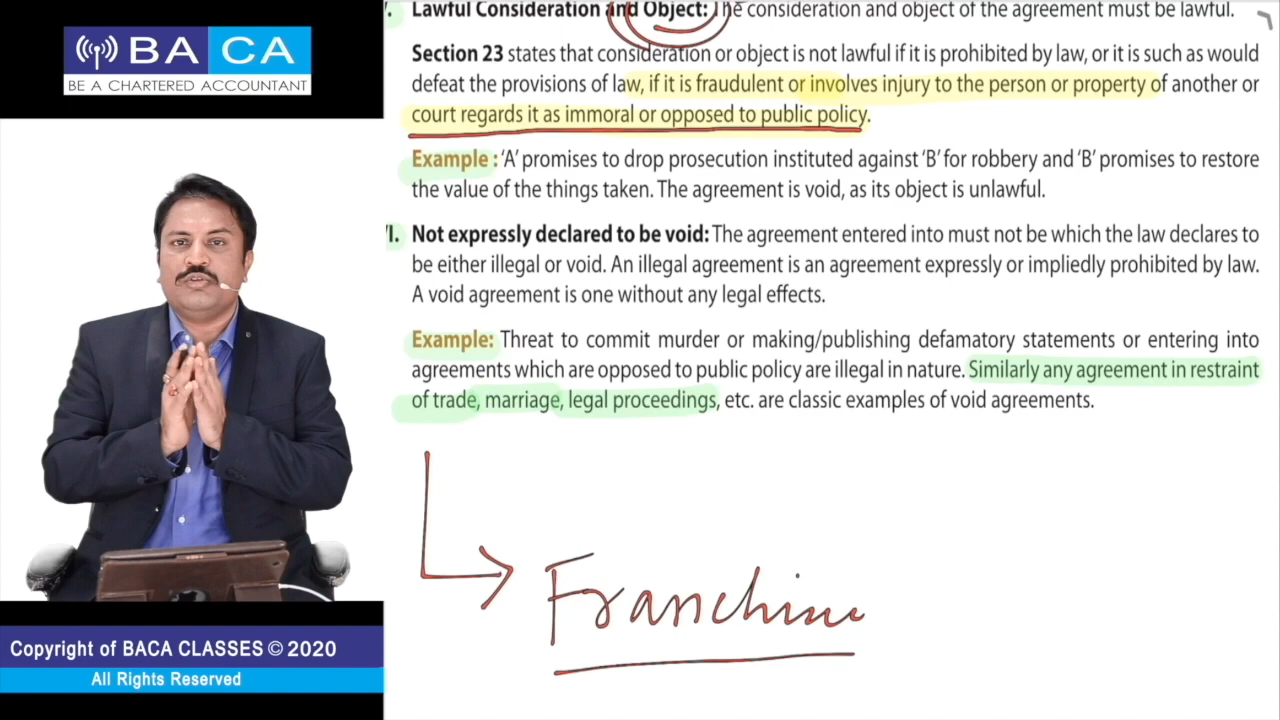 BACA
BE A CHARTERED ACCOUNTANT
Lawful Consideration and Object: The consideration and object of the agreement must be lawful.
Section 23 states that consideration or object is not lawful if it is prohibited by law, or it is such as would
defeat the provisions of law, if it is fraudulent or involves injury to the person or property of another or
court regards it as immoral or opposed to public policy.
Example : ‘A’ promises to drop prosecution instituted against ‘B’ for robbery and ‘B’ promises to restore
the value of the things taken. The agreement is void, as its object is unlawful.
I. Not expressly declared to be void: The agreement entered into must not be which the law declares to
be either illegal or void. An illegal agreement is an agreement expressly or impliedly prohibited by law.
A void agreement is one without any legal effects.
Example: Threat to commit murder or making/publishing defamatory statements or entering into
agreements which are opposed to public policy are illegal in nature. Similarly any agreement in restraint
of trade, marriage, legal proceedings, etc. are classic examples of void agreements.
Franchise
Copyright of BACA CLASSES © 2020
All Rights Reserved